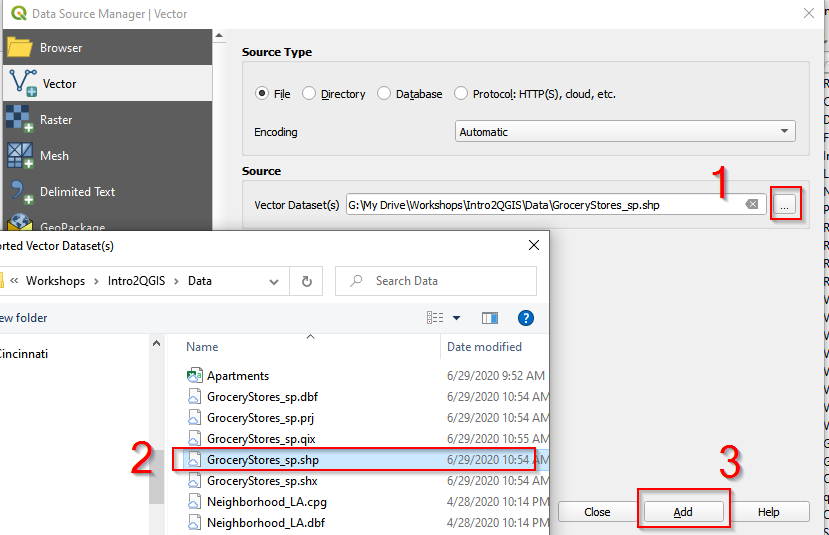 Data Source Manager | Vector
Browser
Vector
Raster
Mesh
Delimited Text
GeoPackage
Source Type
File Directory Database Protocol: HTTP(S), cloud, etc.
Encoding Automatic
Source
1
Vector Dataset(s) G:\My Drive\Workshops\Intro2QGIS\Data\GroceryStores_sp.shp ...
Vector Dataset(s)
« Workshops > Intro2QGIS > Data Search Data
folder
Name Date modified
Apartments 6/29/2020 9:52 AM
GroceryStores_sp.dbf 6/29/2020 10:54 AM
GroceryStores_sp.prj 6/29/2020 10:54 AM
GroceryStores_sp.qix 6/29/2020 10:55 AM
2
GroceryStores_sp.shp 6/29/2020 10:54 AM
GroceryStores_sp.shx 6/29/2020 10:54 AM
Neighborhood_LA.cpg 4/28/2020 10:14 PM
Neighborhood_LA.dbf 4/28/2020 10:14 PM
3
Close Add Help